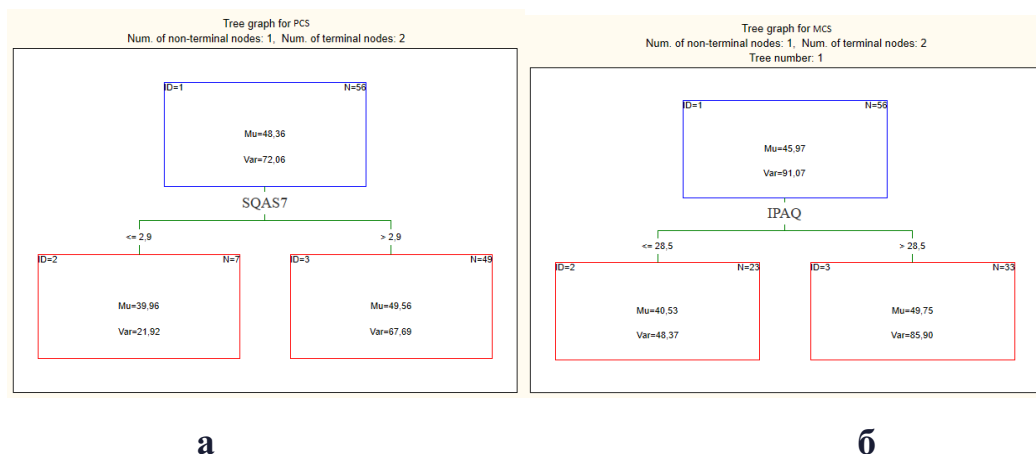 Tree graph for PCS
Num. of non-terminal nodes: 1, Num. of terminal nodes: 2
ID=1 N=56
Mu=48,36
Var=72,06
SQAS7
<= 2,9 > 2,9
ID=2 N=7
Mu=39,96
Var=21,92
ID=3 N=49
Mu=49,56
Var=67,69
а
Tree graph for MCS
Num. of non-terminal nodes: 1, Num. of terminal nodes: 2
Tree number: 1
ID=1 N=56
Mu=45,97
Var=91,07
IPAQ
<= 28,5 > 28,5
ID=2 N=23
Mu=40,53
Var=48,37
ID=3 N=33
Mu=49,75
Var=85,90
б